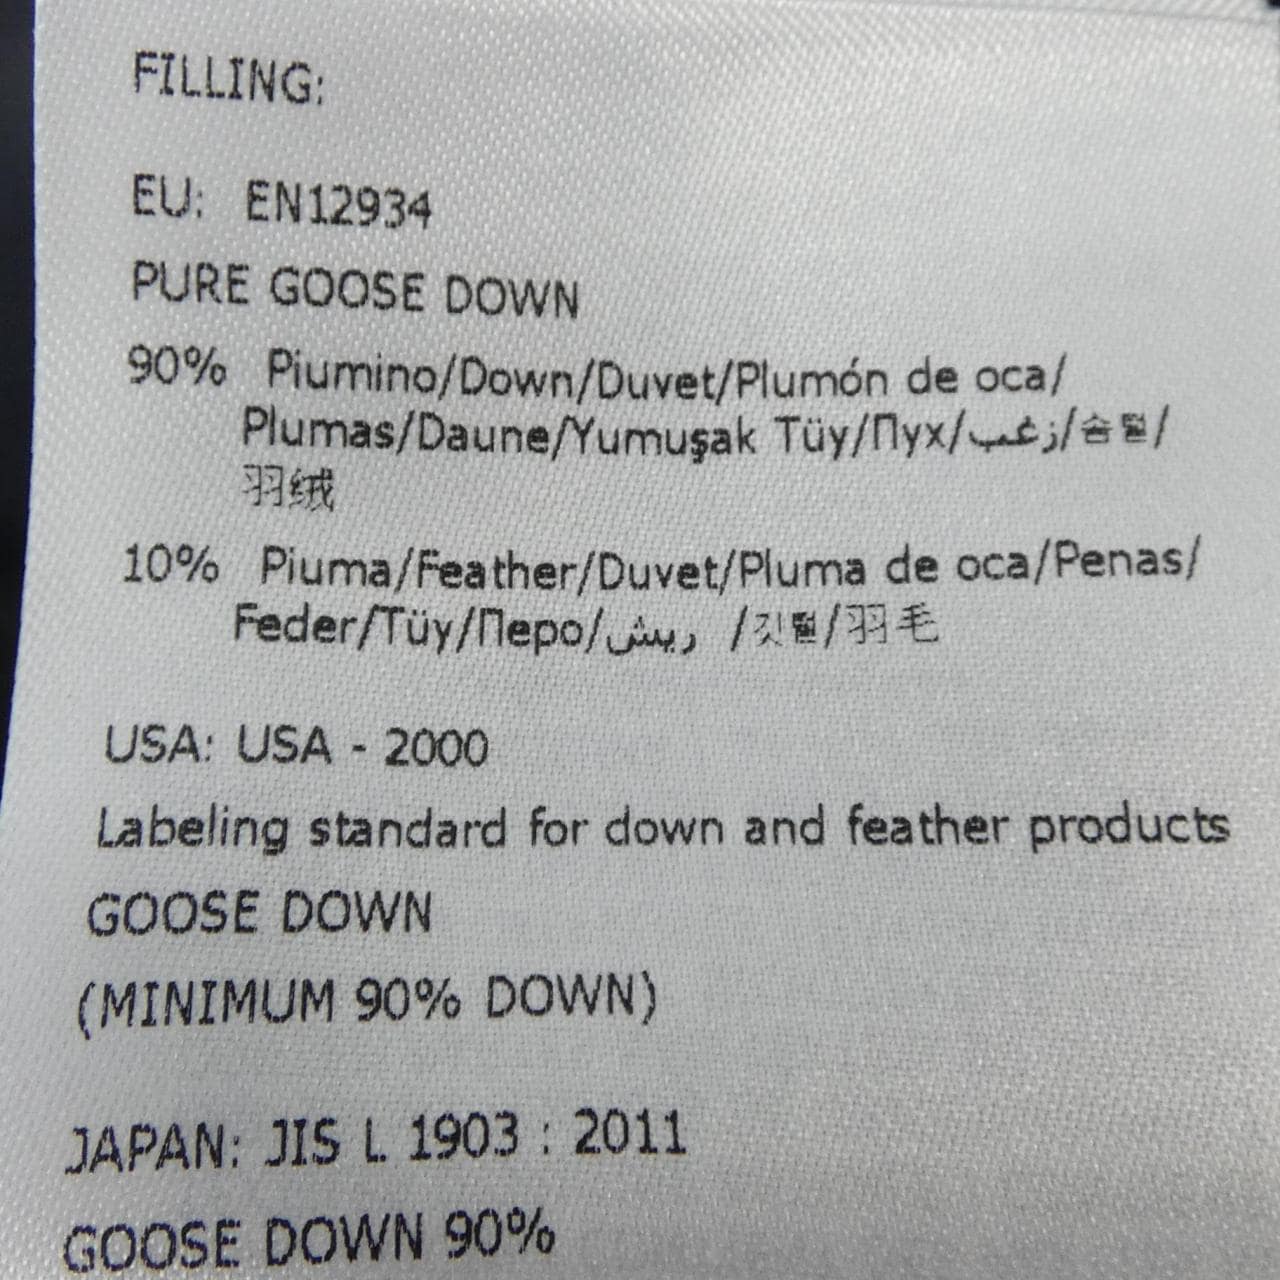 FILLING:
EU: EN12934
PURE GOOSE DOWN
90% Piumino/Down/Duvet/Plumón de oca/
Plumas/Daune/Yumuşak Tüy/Пух/زغب/솜털/
羽绒
10% Piuma/Feather/Duvet/Pluma de oca/Penas/
Feder/Tüy/Перо/ريش /깃털/羽毛
USA: USA - 2000
Labeling standard for down and feather products
GOOSE DOWN
(MINIMUM 90% DOWN)
JAPAN: JIS L 1903 : 2011
GOOSE DOWN 90%